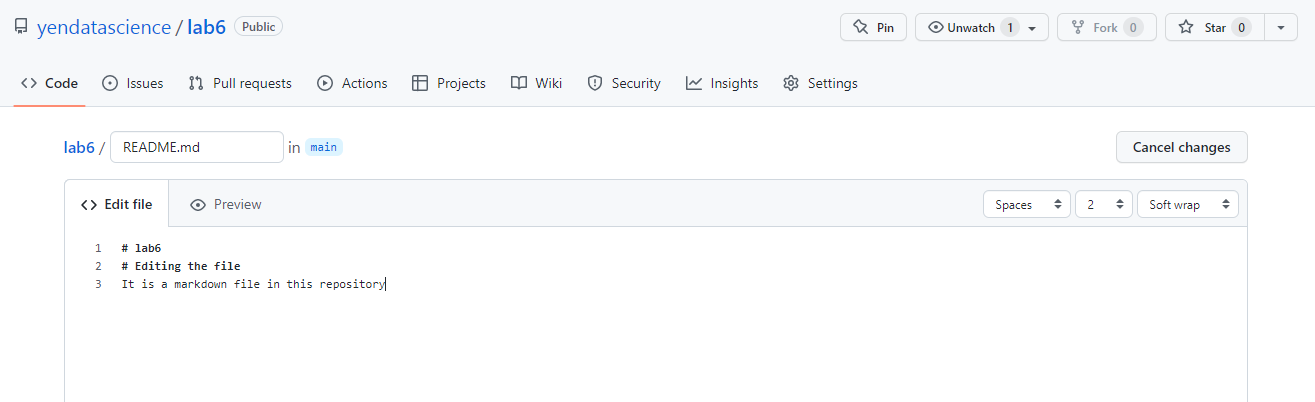 yendatascience / lab6 Public
Pin
Unwatch 1
Fork 0
Star 0
Code
Issues
Pull requests
Actions
Projects
Wiki
Security
Insights
Settings
lab6 / README.md in main
Cancel changes
<> Edit file
Preview
Spaces
2
Soft wrap
1 # lab6
2 # Editing the file
3 It is a markdown file in this repository